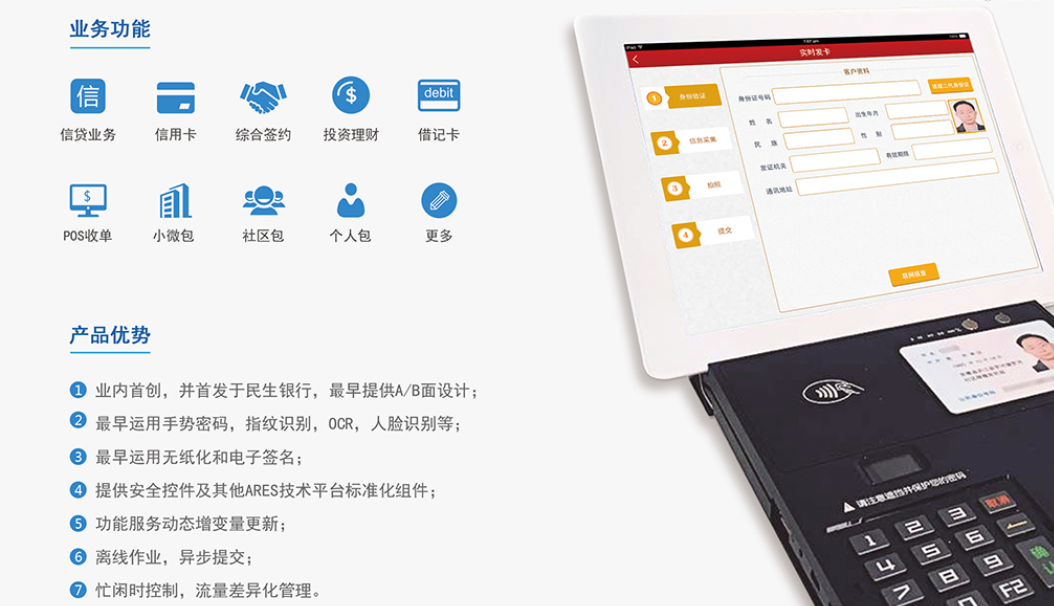 业务功能
信
debit
信贷业务 信用卡 综合签约 投资理财 借记卡
POS收单 小微包 社区包 个人包 更多
产品优势
1 业内首创，并首发于民生银行，最早提供A/B面设计；
2 最早运用手势密码，指纹识别，OCR，人脸识别等；
3 最早运用无纸化和电子签名；
4 提供安全控件及其他ARES技术平台标准化组件；
5 功能服务动态增变量更新；
6 离线作业，异步提交；
7 忙闲时控制，流量差异化管理。
iPad
实时发卡
客户资料
1 身份验证
2 信息采集
3 拍照
4 提交
身份证号码
姓 名 出生年月
民 族 性 别
发证机关 有效期限
通讯地址
联网核查
请注意遮挡并保护您的密码
1 2 3 取消
4 5 6
7 8 9 确认
0 F2